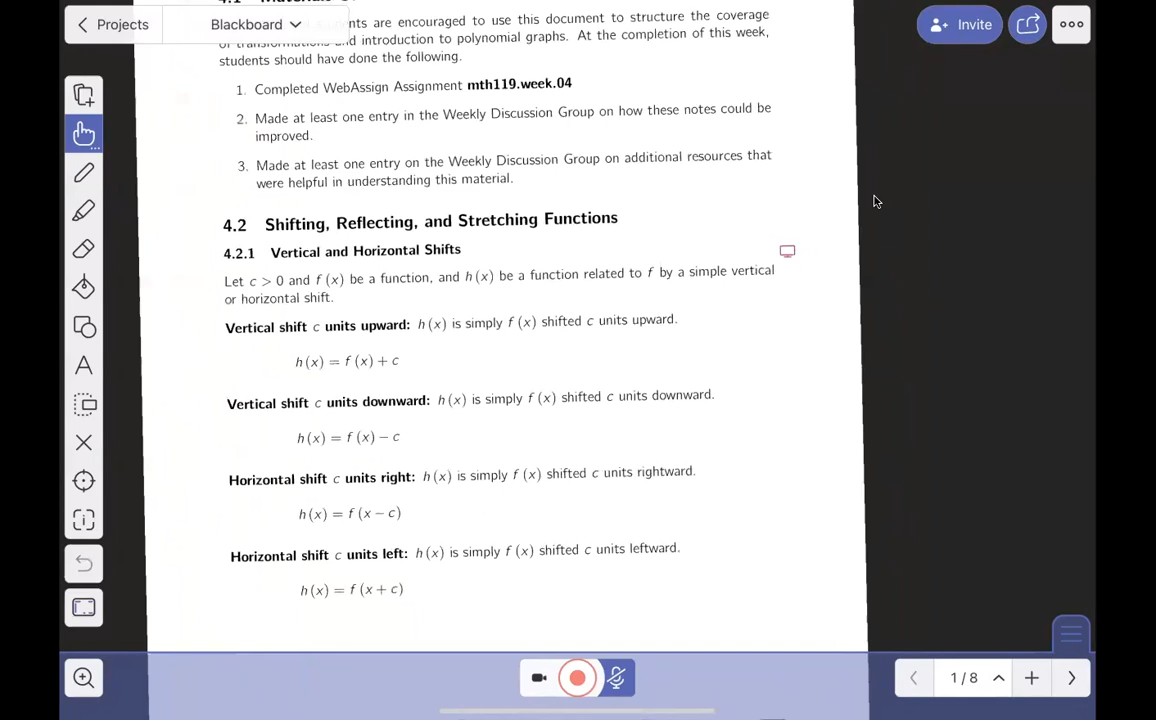 Projects
Blackboard
Invite
4.1
nts are encouraged to use this document to structure the coverage
of transformations and introduction to polynomial graphs. At the completion of this week,
students should have done the following.
1. Completed WebAssign Assignment mth119.week.04
2. Made at least one entry in the Weekly Discussion Group on how these notes could be
improved.
3. Made at least one entry on the Weekly Discussion Group on additional resources that
were helpful in understanding this material.
4.2 Shifting, Reflecting, and Stretching Functions
4.2.1 Vertical and Horizontal Shifts
Let c > 0 and f (x) be a function, and h (x) be a function related to f by a simple vertical
or horizontal shift.
Vertical shift c units upward: h (x) is simply f (x) shifted c units upward.
h (x) = f (x) + c
Vertical shift c units downward: h (x) is simply f (x) shifted c units downward.
h (x) = f (x) − c
Horizontal shift c units right: h (x) is simply f (x) shifted c units rightward.
h (x) = f (x − c)
Horizontal shift c units left: h (x) is simply f (x) shifted c units leftward.
h (x) = f (x + c)
1 / 8